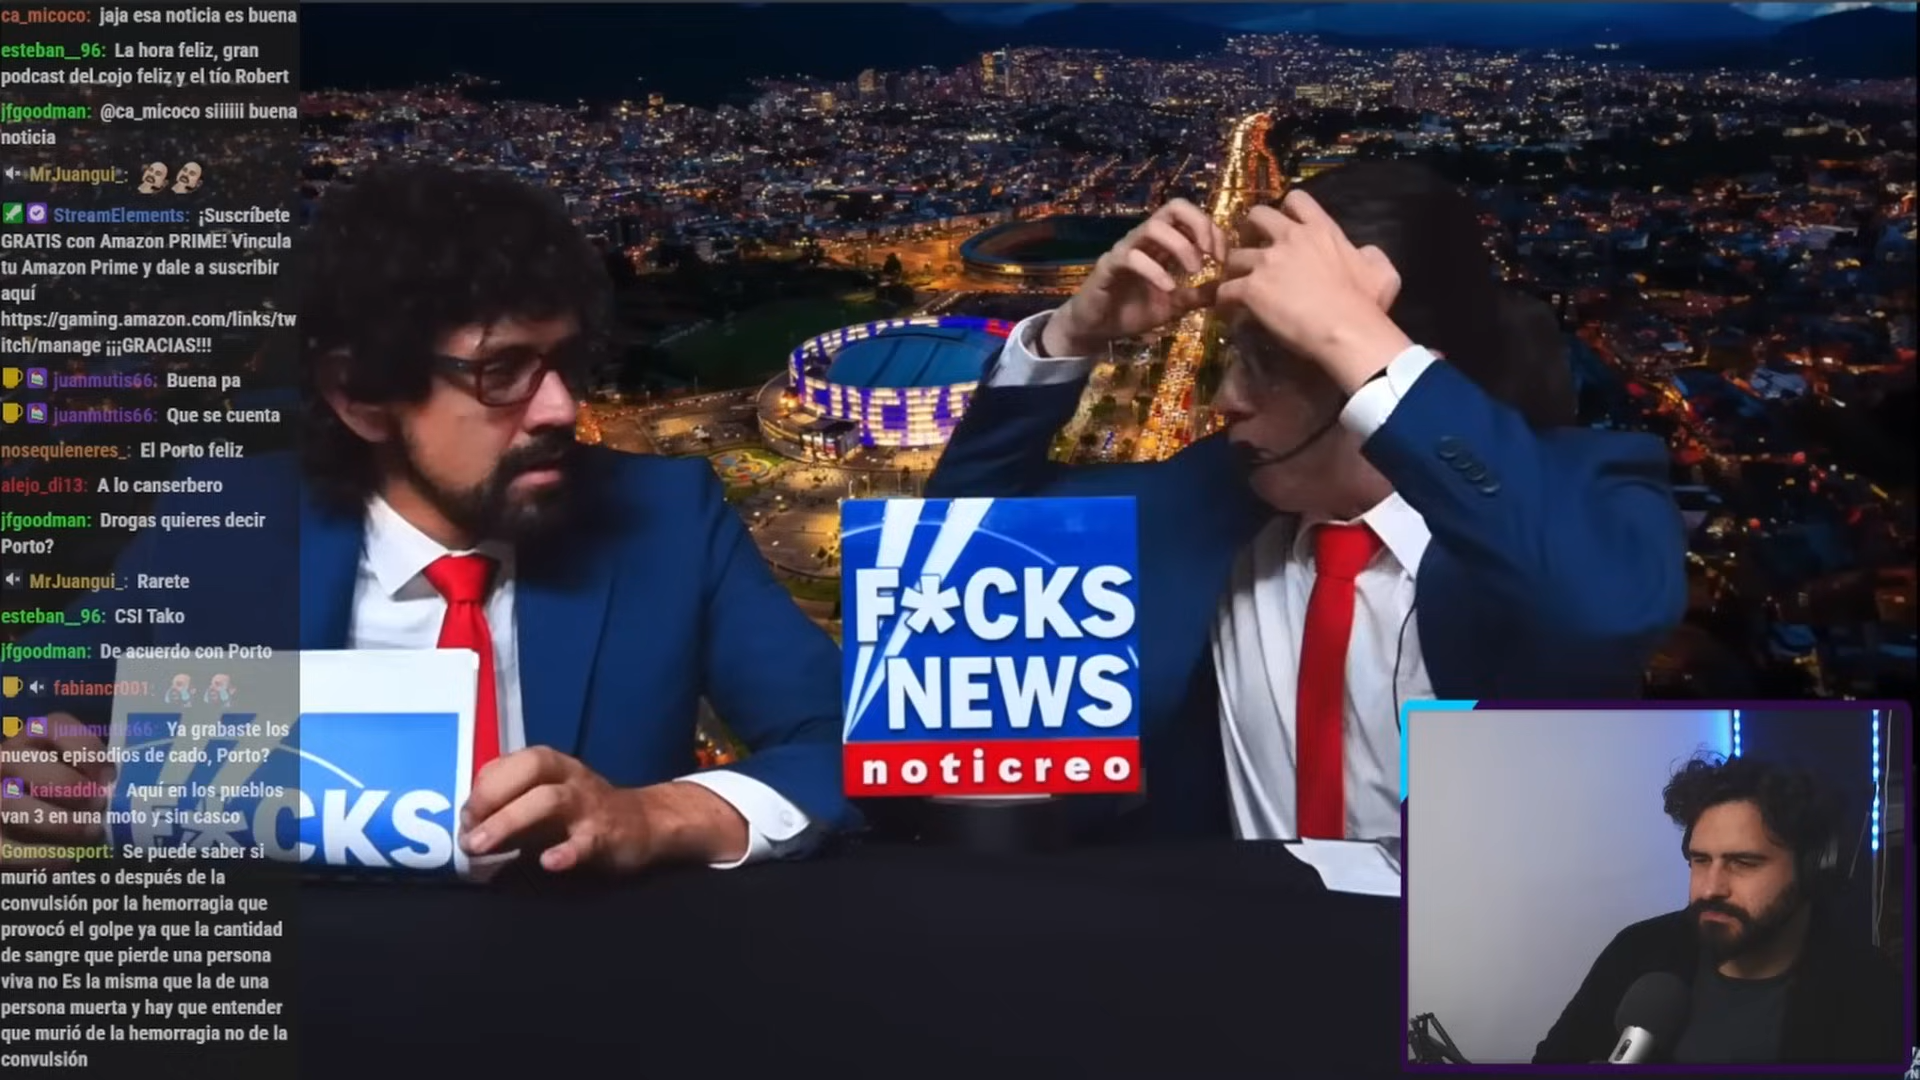 ca_micoco: jaja esa noticia es buena
esteban__96: La hora feliz, gran
podcast del cojo feliz y el tío Robert
jfgoodman: @ca_micoco siiiiii buena
noticia
MrJuangui_:
StreamElements: ¡Suscríbete
GRATIS con Amazon PRIME! Vincula
tu Amazon Prime y dale a suscribir
aquí
https://gaming.amazon.com/links/tw
itch/manage ¡¡¡GRACIAS!!!
juanmutis66: Buena pa
juanmutis66: Que se cuenta
nosequieneres_: El Porto feliz
alejo_di13: A lo canserbero
jfgoodman: Drogas quieres decir
Porto?
MrJuangui_: Rarete
esteban__96: CSI Tako
jfgoodman: De acuerdo con Porto
fabiancr001:
juanmutis66: Ya grabaste los
nuevos episodios de cado, Porto?
Aquí en los pueblos
van 3 en una moto y sin casco
Gomososport: Se puede saber si
murió antes o después de la
convulsión por la hemorragia que
provocó el golpe ya que la cantidad
de sangre que pierde una persona
viva no Es la misma que la de una
persona muerta y hay que entender
que murió de la hemorragia no de la
convulsión
F*CKS
F*CKS
NEWS
noticreo